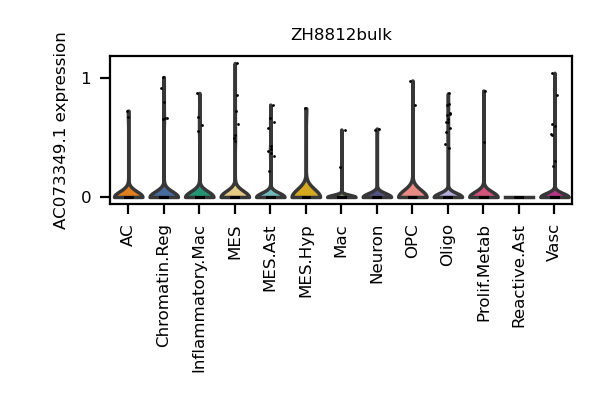 ZH8812bulk
AC073349.1 expression
1
0
AC
Chromatin.Reg
Inflammatory.Mac
MES
MES.Ast
MES.Hyp
Mac
Neuron
OPC
Oligo
Prolif.Metab
Reactive.Ast
Vasc